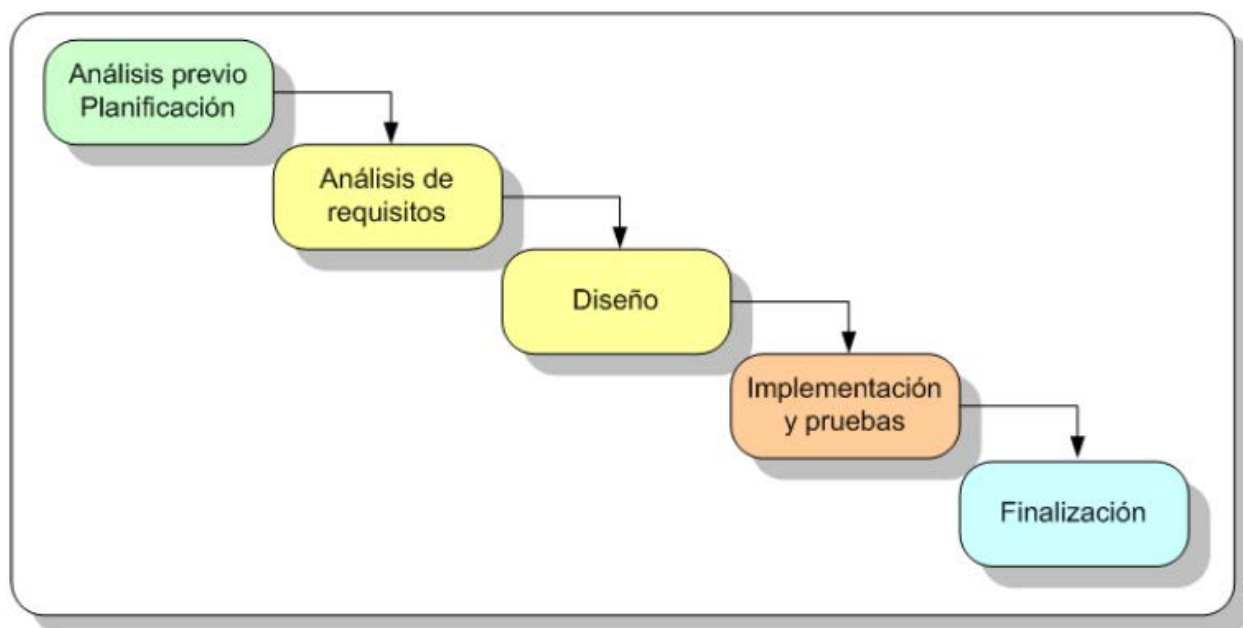 Análisis previo
Planificación
Análisis de
requisitos
Diseño
Implementación
y pruebas
Finalización